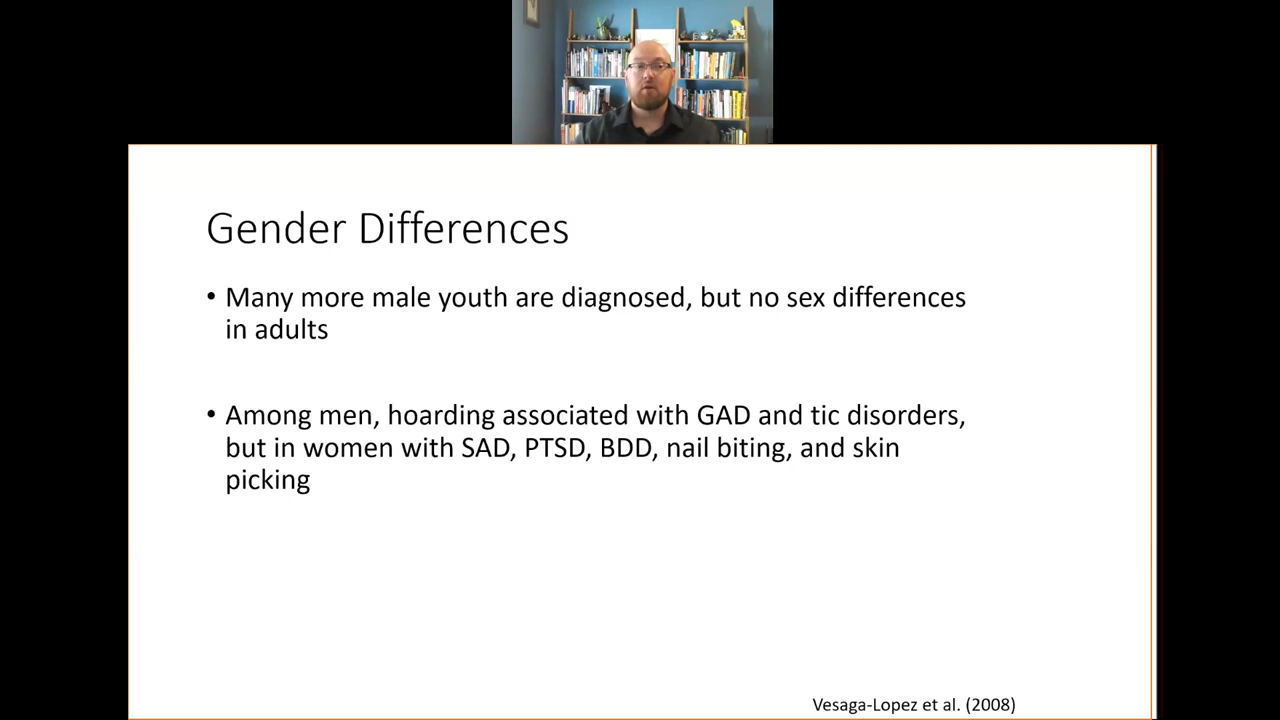 Gender Differences
• Many more male youth are diagnosed, but no sex differences
in adults
• Among men, hoarding associated with GAD and tic disorders,
but in women with SAD, PTSD, BDD, nail biting, and skin
picking
Vesaga-Lopez et al. (2008)